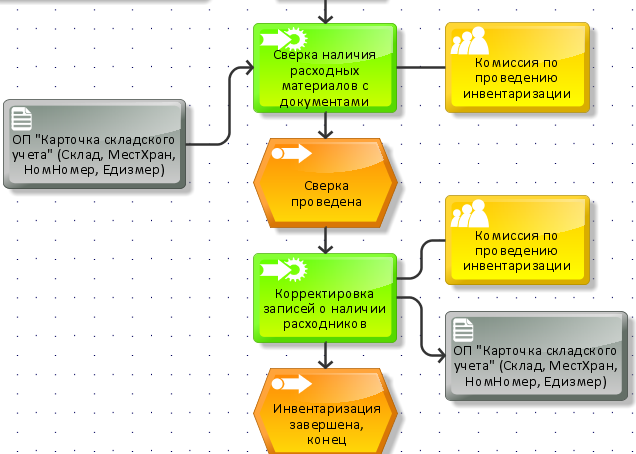 Сверка наличия
расходных
материалов с
документами
Комиссия по
проведению
инвентаризации
ОП "Карточка складского
учета" (Склад, МестХран,
НомНомер, Едизмер)
Сверка
проведена
Комиссия по
проведению
инвентаризации
Корректировка
записей о наличии
расходников
ОП "Карточка складского
учета" (Склад, МестХран,
НомНомер, Едизмер)
Инвентаризация
завершена,
конец